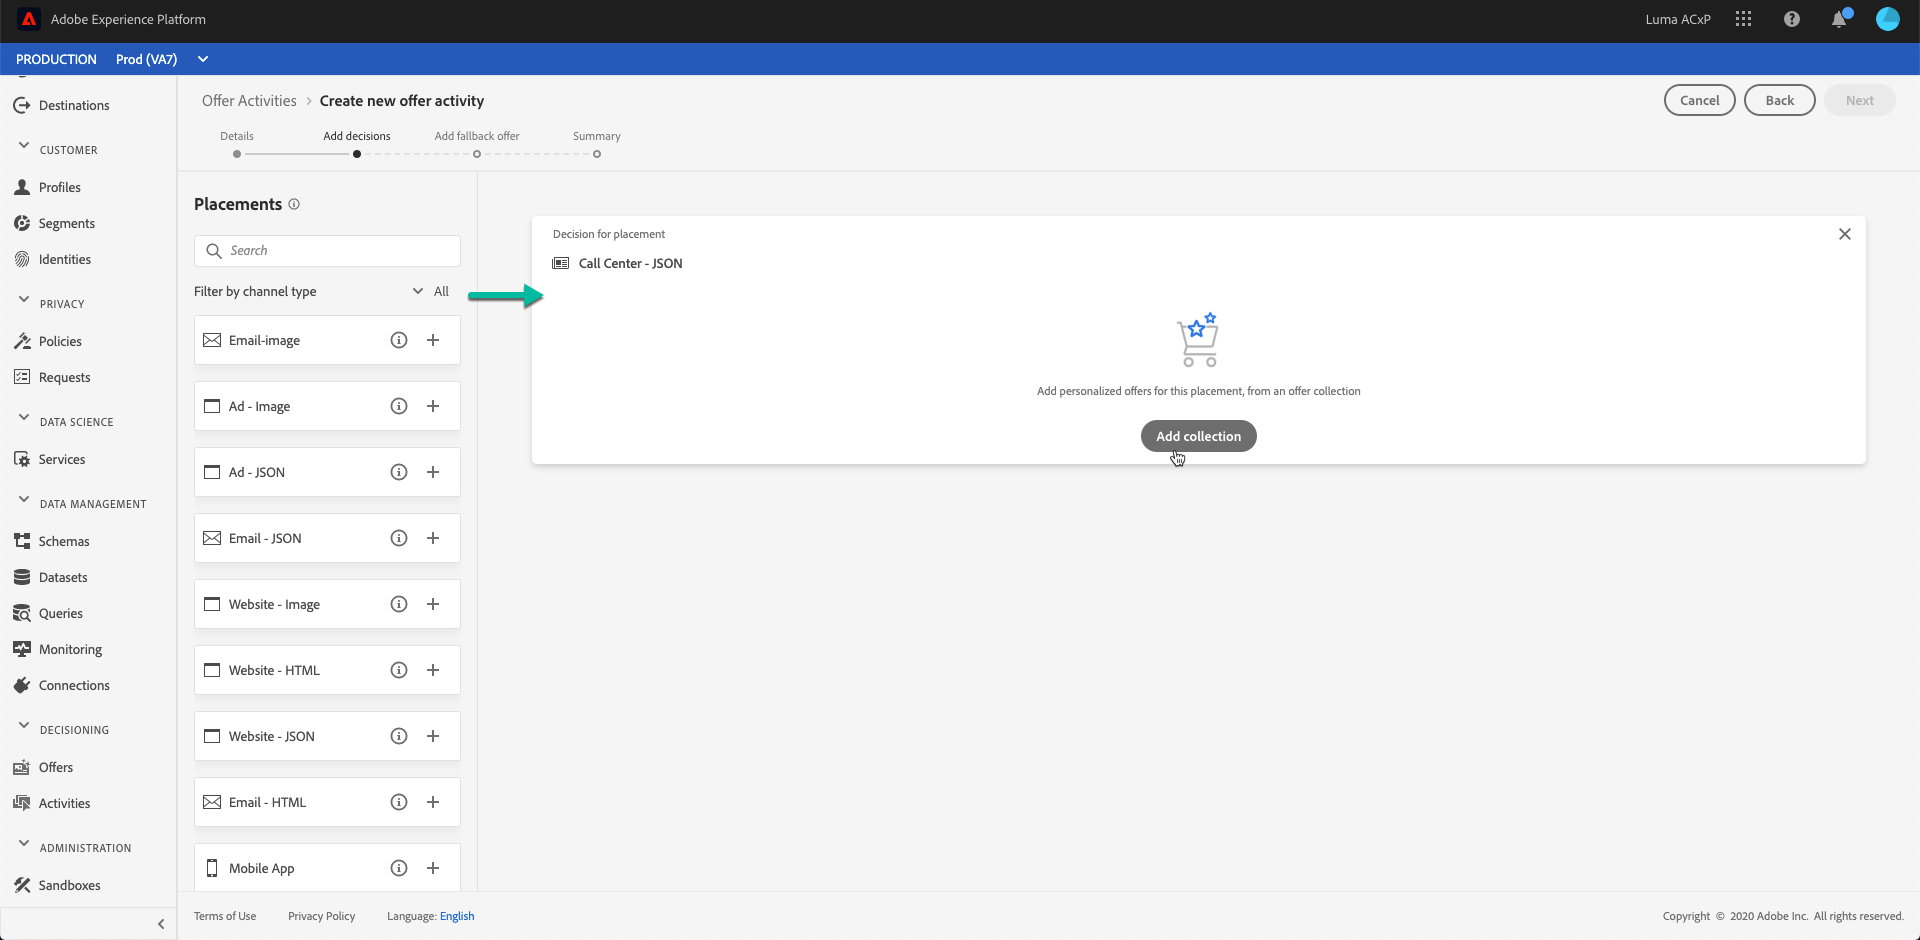 Adobe Experience Platform
Luma ACxP
PRODUCTION Prod (VA7)
Destinations
CUSTOMER
Profiles
Segments
Identities
PRIVACY
Policies
Requests
DATA SCIENCE
Services
DATA MANAGEMENT
Schemas
Datasets
Queries
Monitoring
Connections
DECISIONING
Offers
Activities
ADMINISTRATION
Sandboxes
Offer Activities > Create new offer activity
Cancel Back Next
Details Add decisions Add fallback offer Summary
Placements
Search
Filter by channel type All
Email-image
Ad - Image
Ad - JSON
Email - JSON
Website - Image
Website - HTML
Website - JSON
Email - HTML
Mobile App
Decision for placement
Call Center - JSON
Add personalized offers for this placement, from an offer collection
Add collection
Terms of Use Privacy Policy Language: English
Copyright © 2020 Adobe Inc. All rights reserved.